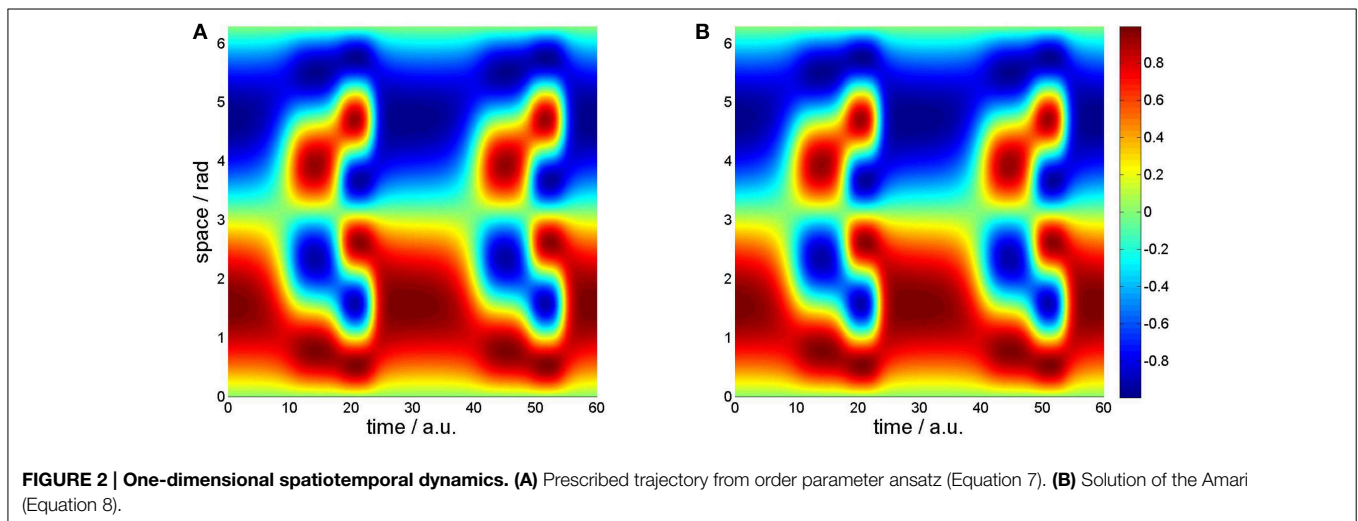 A
B
6
5
4
3
2
1
0
space / rad
0 10 20 30 40 50 60
time / a.u.
6
5
4
3
2
1
0
0 10 20 30 40 50 60
time / a.u.
0.8
0.6
0.4
0.2
0
-0.2
-0.4
-0.6
-0.8
FIGURE 2 | One-dimensional spatiotemporal dynamics. (A) Prescribed trajectory from order parameter ansatz (Equation 7). (B) Solution of the Amari
(Equation 8).